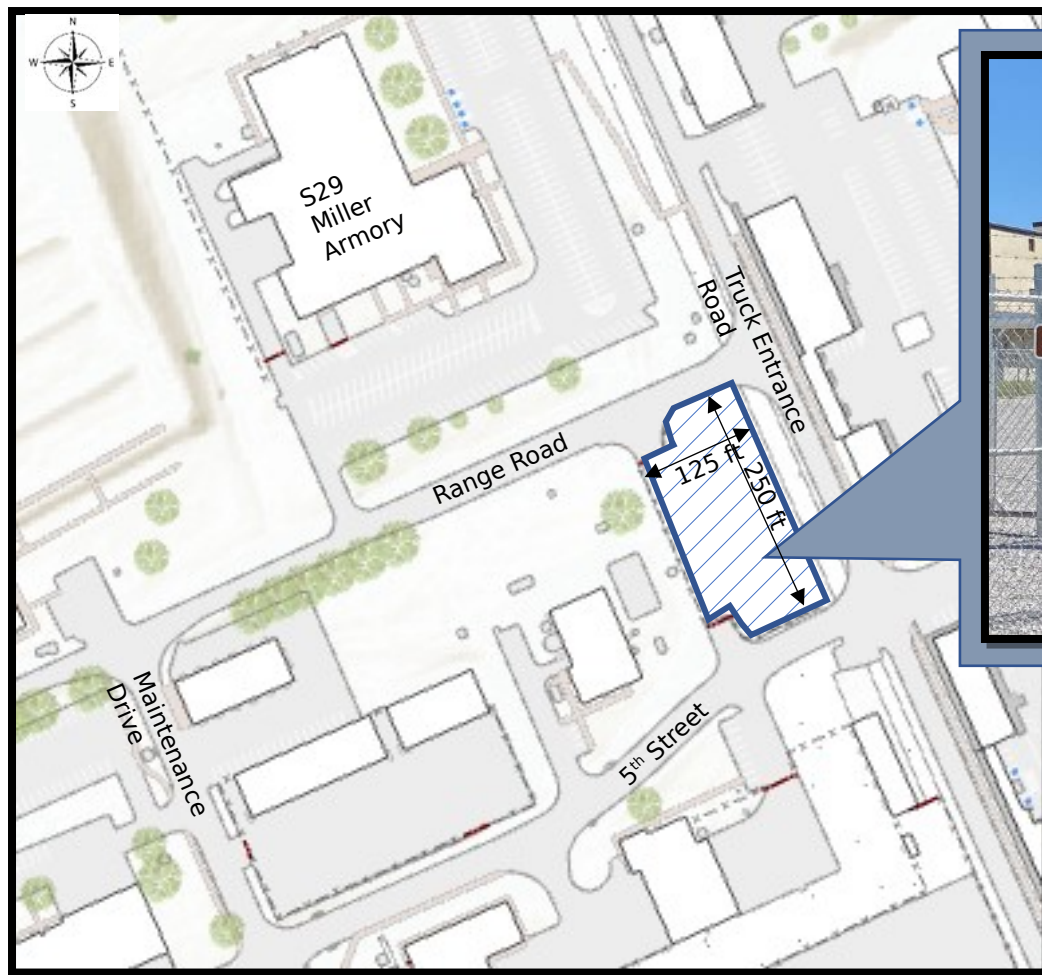 N
W E
S
S29
Miller
Armory
Truck Entrance
Road
Range Road
125 ft
250 ft
Maintenance
Drive
5th Street